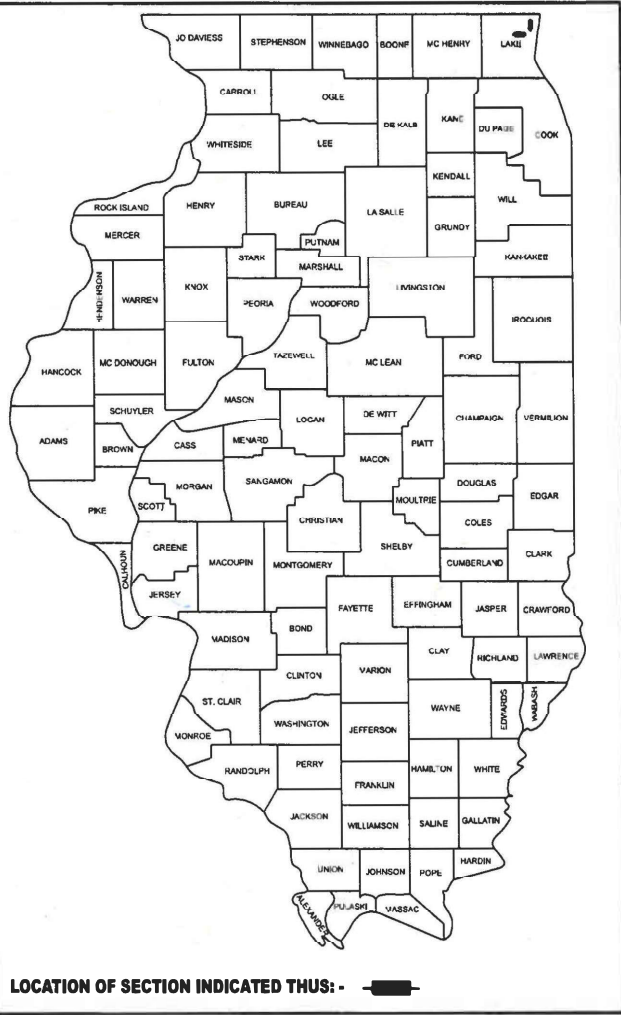 JO DAVIESS STEPHENSON WINNEBAGO BOONE MC HENRY LAKE
CARROLL OGLE
DE KALB KANE DU PAGE COOK
WHITESIDE LEE
KENDALL
ROCK ISLAND HENRY BUREAU LA SALLE WILL
MERCER PUTNAM GRUNDY
STARK MARSHALL KANKAKEE
HENDERSON WARREN KNOX PEORIA WOODFORD LIVINGSTON
IROQUOIS
HANCOCK MC DONOUGH FULTON TAZEWELL MC LEAN FORD
SCHUYLER MASON LOGAN DE WITT CHAMPAIGN VERMILION
ADAMS BROWN CASS MENARD MACON PIATT
PIKE SCOTT MORGAN SANGAMON MOULTRIE DOUGLAS EDGAR
CHRISTIAN COLES
CALHOUN GREENE MACOUPIN MONTGOMERY SHELBY CUMBERLAND CLARK
JERSEY
MADISON BOND FAYETTE EFFINGHAM JASPER CRAWFORD
CLINTON MARION CLAY RICHLAND LAWRENCE
ST. CLAIR WASHINGTON JEFFERSON WAYNE EDWARDS WABASH
MONROE
RANDOLPH PERRY FRANKLIN HAMILTON WHITE
JACKSON WILLIAMSON SALINE GALLATIN
UNION JOHNSON POPE HARDIN
ALEXANDER PULASKI MASSAC
LOCATION OF SECTION INDICATED THUS: -